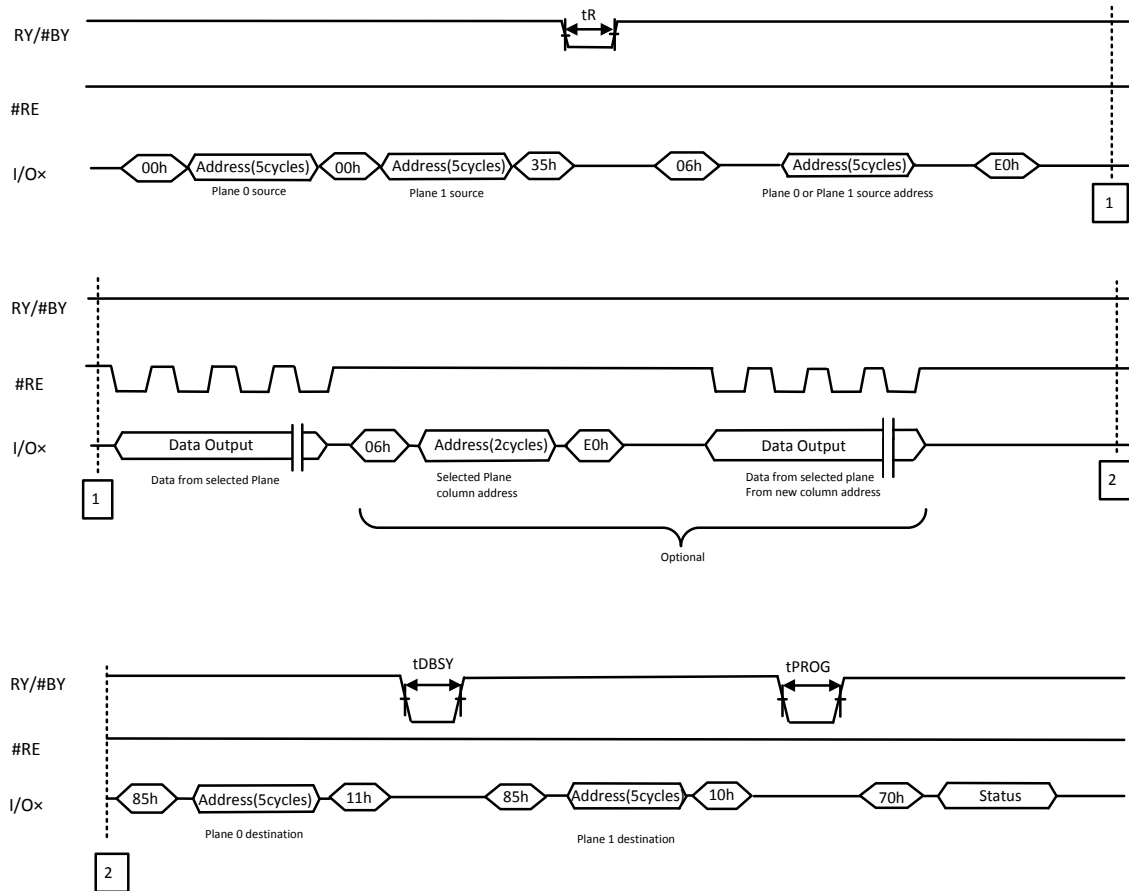 tR
RY/#BY
#RE
I/O×
00h
Address(5cycles)
00h
Address(5cycles)
35h
06h
Address(5cycles)
E0h
Plane 0 source
Plane 1 source
Plane 0 or Plane 1 source address
1
RY/#BY
#RE
I/O×
Data Output
06h
Address(2cycles)
E0h
Data Output
Data from selected Plane
Selected Plane
column address
Data from selected plane
From new column address
1
2
Optional
tDBSY
tPROG
RY/#BY
#RE
I/O×
85h
Address(5cycles)
11h
85h
Address(5cycles)
10h
70h
Status
Plane 0 destination
Plane 1 destination
2